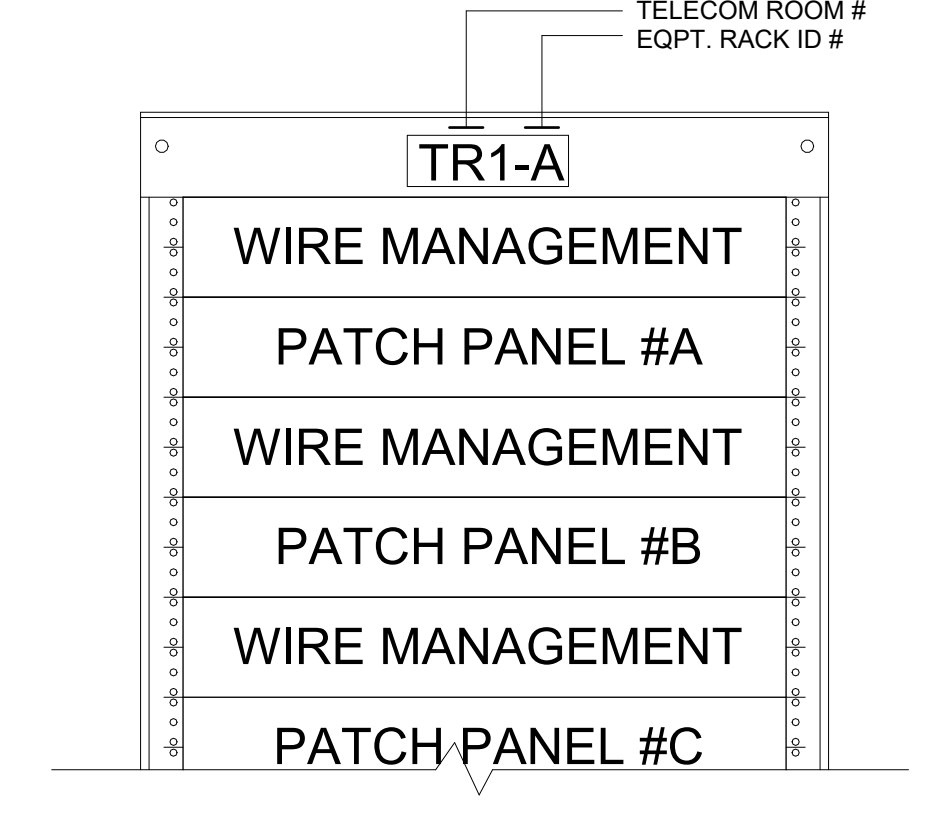 TELECOM ROOM #
EQPT. RACK ID #
TR1-A
WIRE MANAGEMENT
PATCH PANEL #A
WIRE MANAGEMENT
PATCH PANEL #B
WIRE MANAGEMENT
PATCH PANEL #C